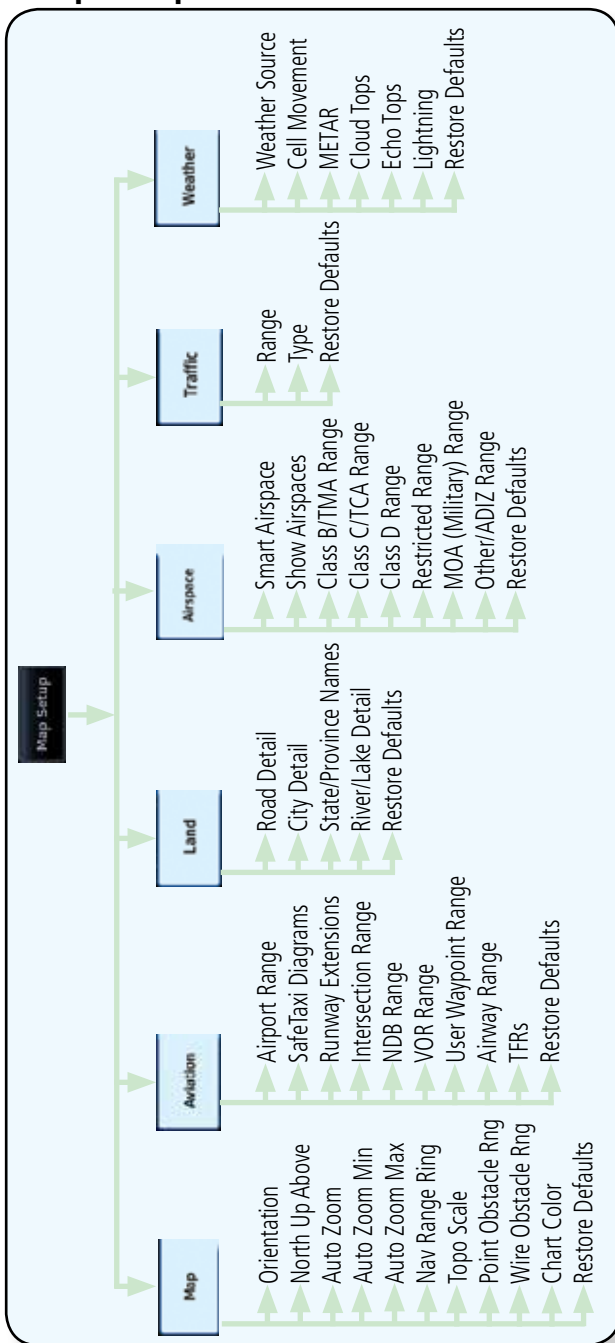 Map Setup
Map
Orientation
North Up Above
Auto Zoom
Auto Zoom Min
Auto Zoom Max
Nav Range Ring
Topo Scale
Point Obstacle Rng
Wire Obstacle Rng
Chart Color
Restore Defaults
Aviation
Airport Range
SafeTaxi Diagrams
Runway Extensions
Intersection Range
NDB Range
VOR Range
User Waypoint Range
Airway Range
TFRs
Restore Defaults
Land
Road Detail
City Detail
State/Province Names
River/Lake Detail
Restore Defaults
Airspace
Smart Airspace
Show Airspaces
Class B/TMA Range
Class C/TCA Range
Class D Range
Restricted Range
MOA (Military) Range
Other/ADIZ Range
Restore Defaults
Traffic
Range
Type
Restore Defaults
Weather
Weather Source
Cell Movement
METAR
Cloud Tops
Echo Tops
Lightning
Restore Defaults